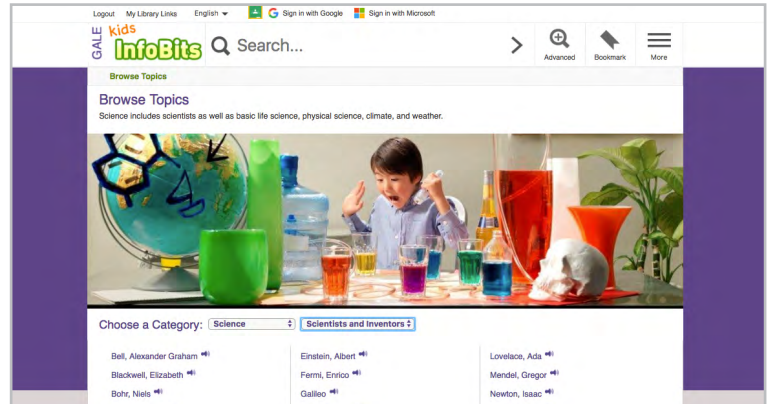 Logout My Library Links English Sign in with Google Sign in with Microsoft
GALE kids InfoBits
Search...
Advanced Bookmark More
Browse Topics
Browse Topics
Science includes scientists as well as basic life science, physical science, climate, and weather.
Choose a Category: Science Scientists and Inventors
Bell, Alexander Graham Einstein, Albert Lovelace, Ada
Blackwell, Elizabeth Fermi, Enrico Mendel, Gregor
Bohr, Niels Galileo Newton, Isaac